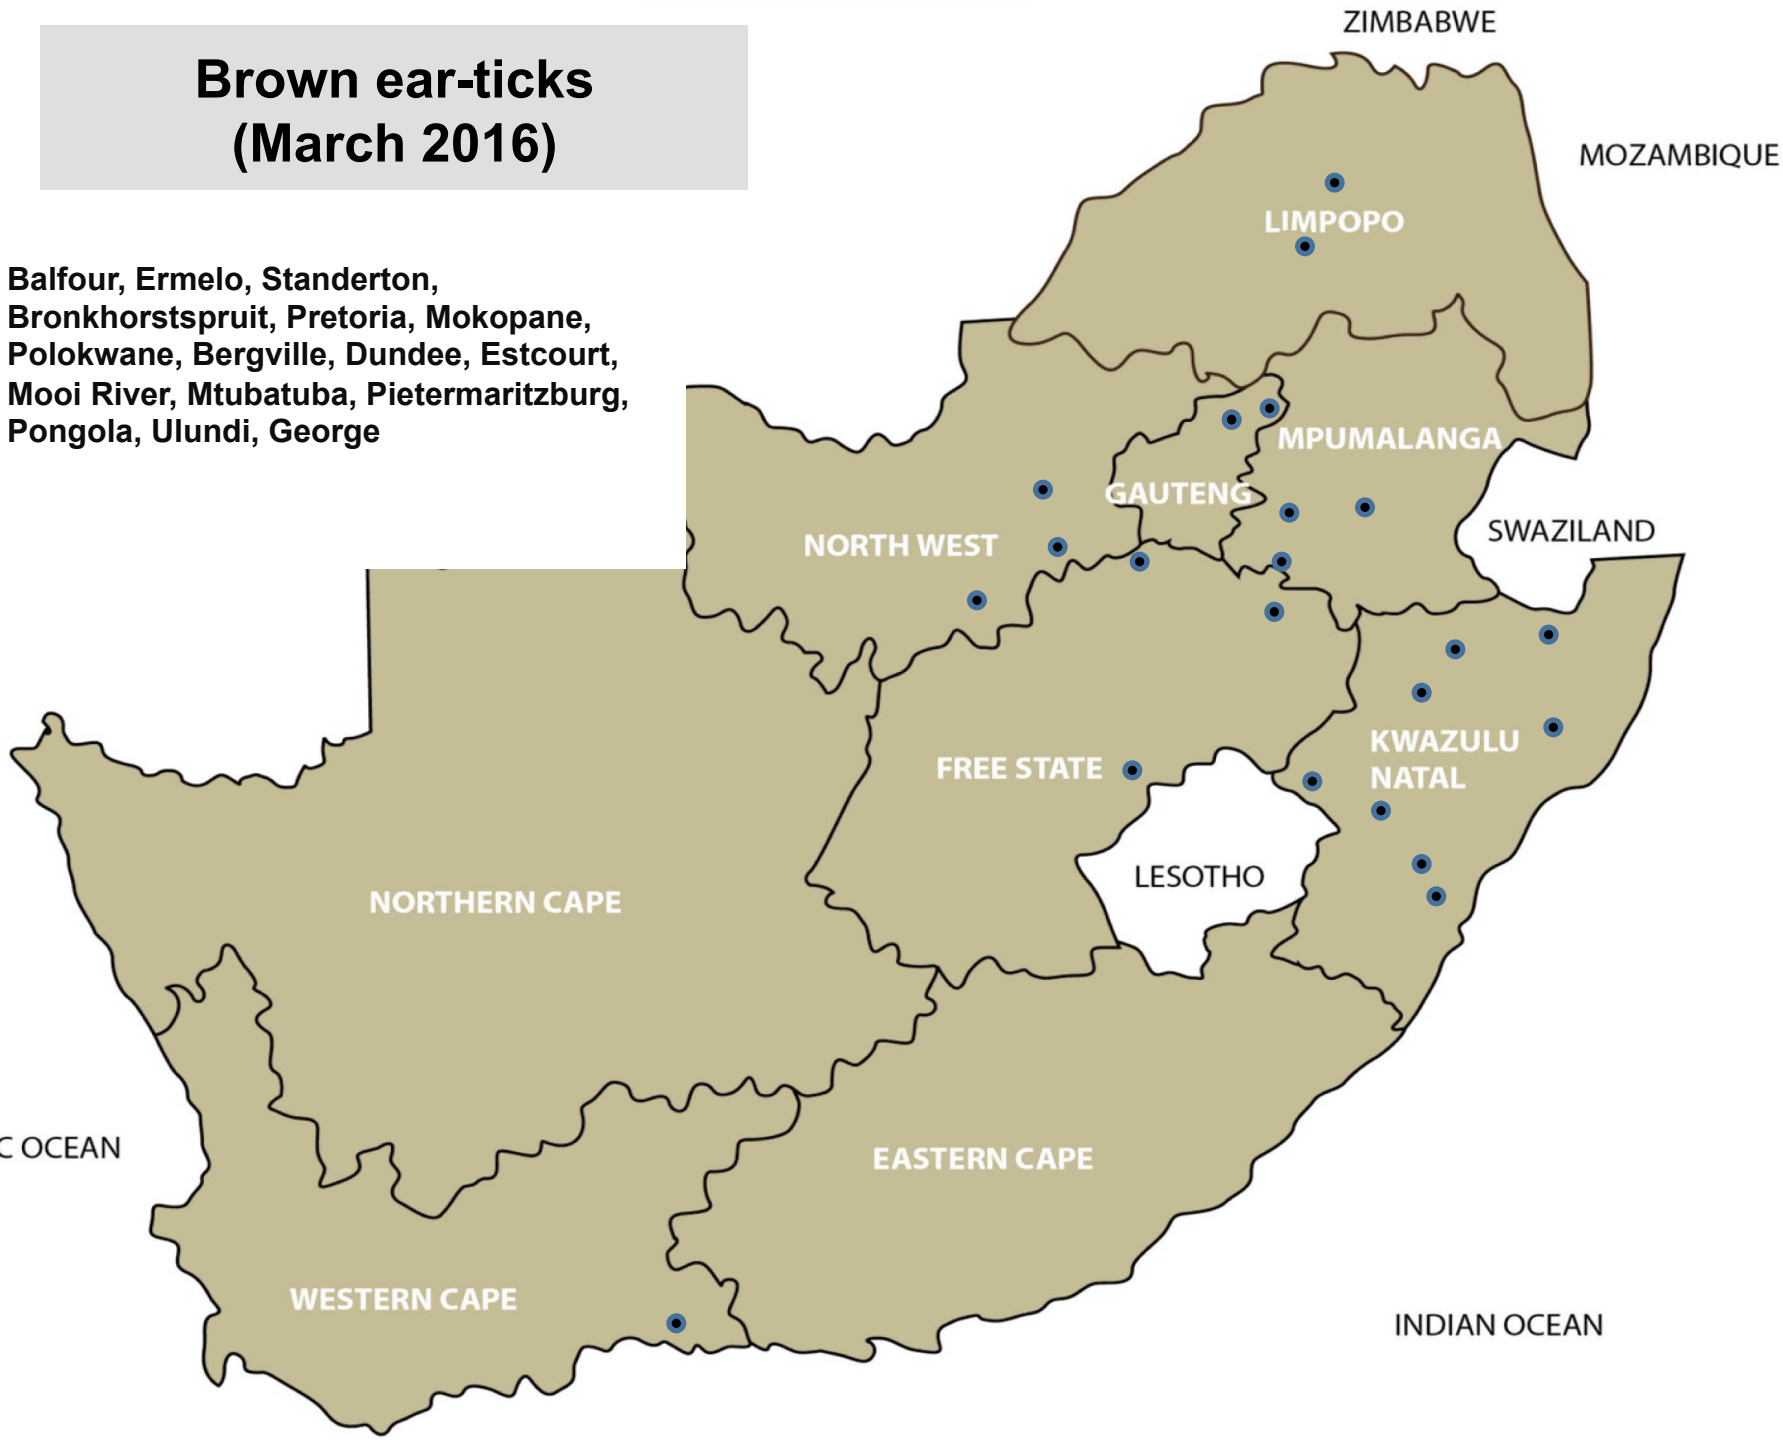 Brown ear-ticks
(March 2016)
Balfour, Ermelo, Standerton,
Bronkhorstspruit, Pretoria, Mokopane,
Polokwane, Bergville, Dundee, Estcourt,
Mooi River, Mtubatuba, Pietermaritzburg,
Pongola, Ulundi, George
ZIMBABWE
MOZAMBIQUE
LIMPOPO
MPUMALANGA
GAUTENG
SWAZILAND
NORTH WEST
KWAZULU
NATAL
FREE STATE
LESOTHO
NORTHERN CAPE
C OCEAN
EASTERN CAPE
WESTERN CAPE
INDIAN OCEAN